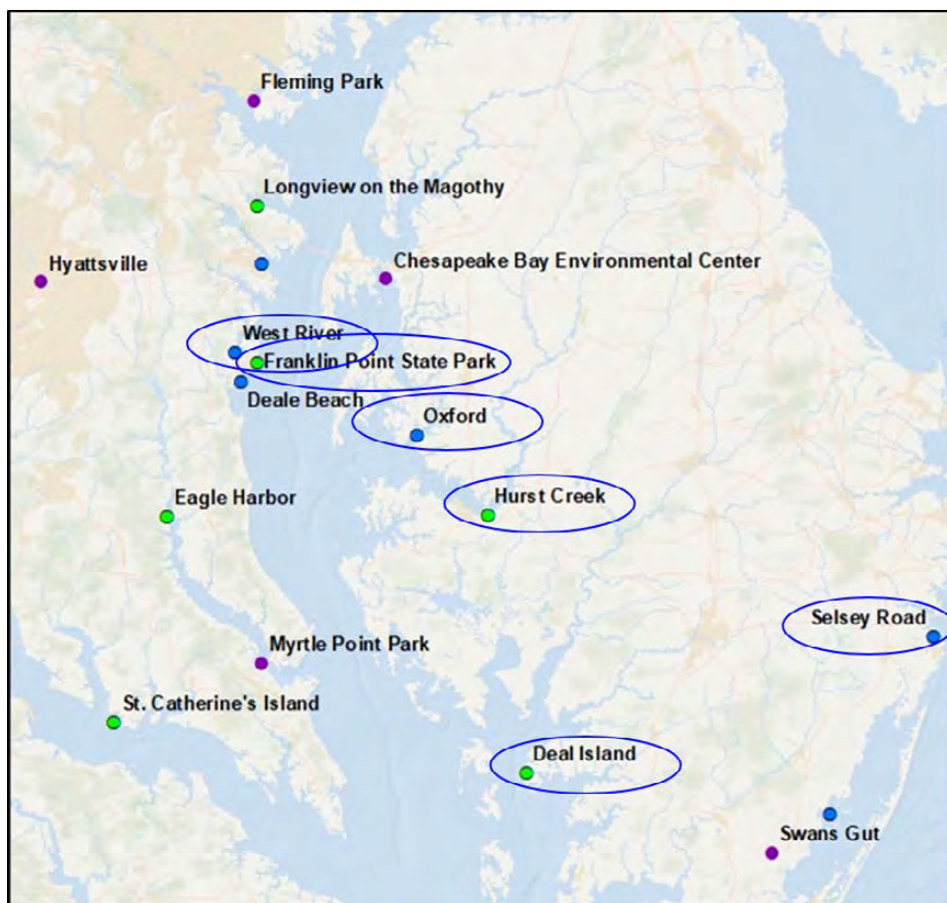 Fleming Park
Longview on the Magothy
Hyattsville
Chesapeake Bay Environmental Center
West River
Franklin Point State Park
Deale Beach
Oxford
Eagle Harbor
Hurst Creek
Selsey Road
Myrtle Point Park
St. Catherine's Island
Deal Island
Swans Gut